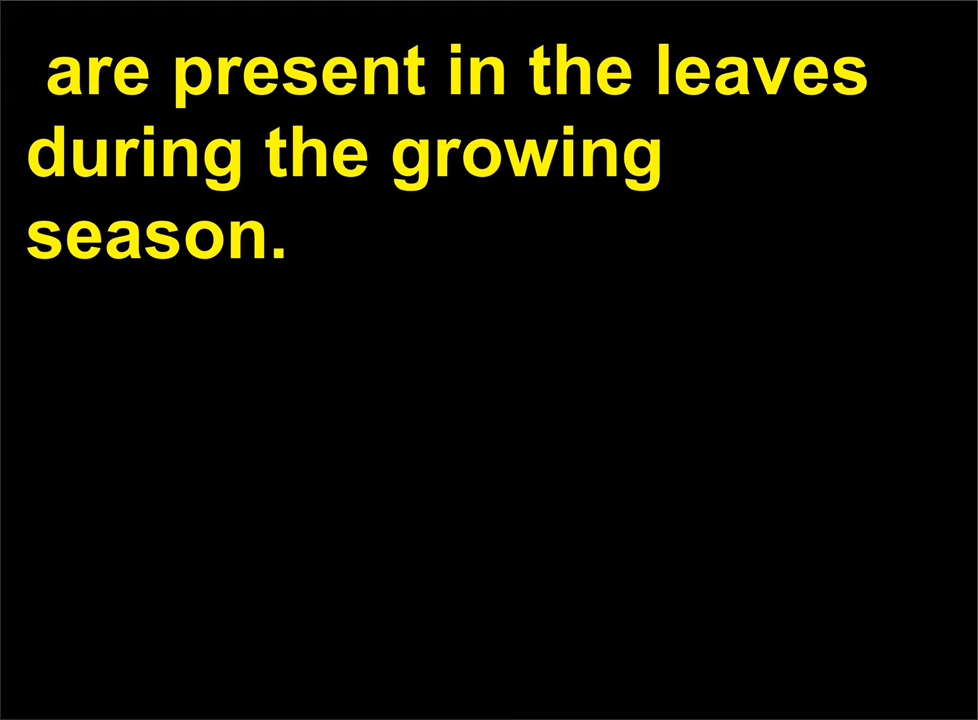 are present in the leaves
during the growing
season.